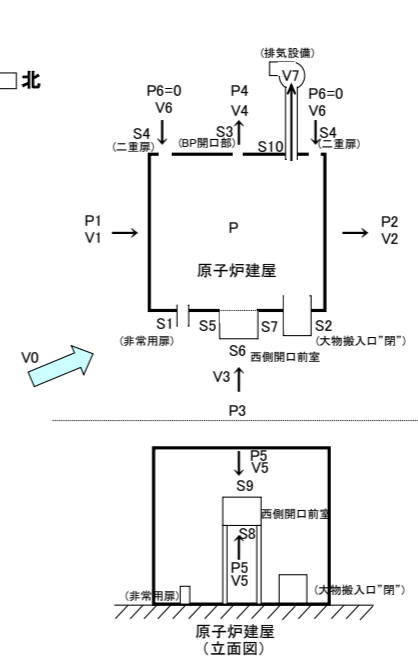 北
(排気設備)
V7
P6=0
V6
P4
V4
P6=0
V6
S4
(二重扉)
S3
(BP開口部)
S10
S4
(二重扉)
P1
V1
P
P2
V2
原子炉建屋
S1
(非常用扉)
S5
S7
S2
(大物搬入口”閉”)
S6
西側開口前室
V0
V3
P3
P5
V5
S9
西側開口前室
S8
P5
V5
(非常用扉)
(大物搬入口”閉”)
原子炉建屋
(立面図)